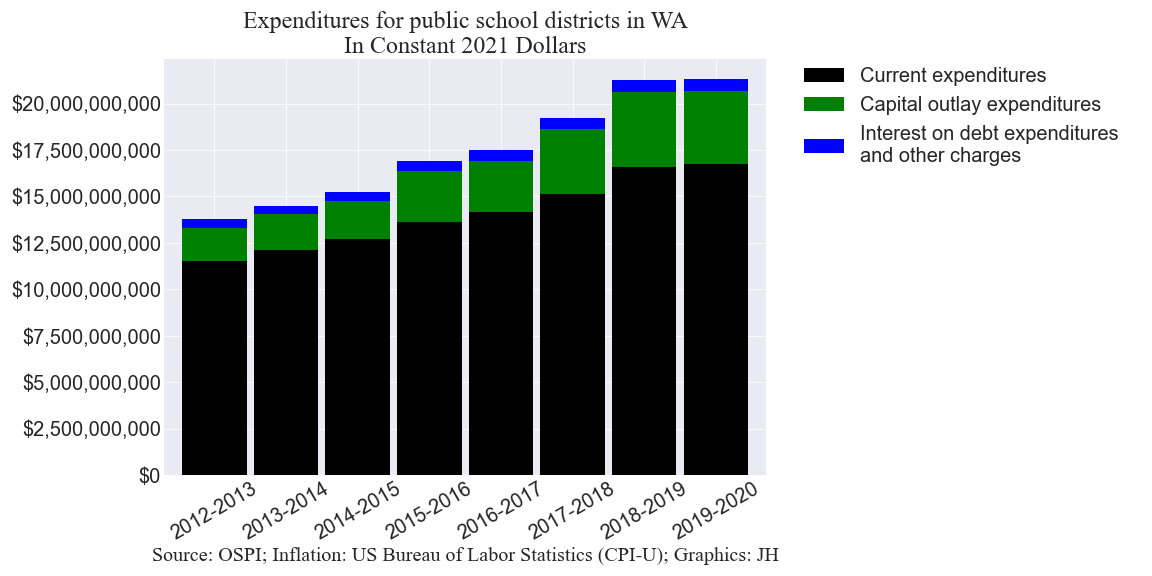 Expenditures for public school districts in WA
In Constant 2021 Dollars
Current expenditures
Capital outlay expenditures
Interest on debt expenditures
and other charges
$20,000,000,000
$17,500,000,000
$15,000,000,000
$12,500,000,000
$10,000,000,000
$7,500,000,000
$5,000,000,000
$2,500,000,000
$0
2012-2013
2013-2014
2014-2015
2015-2016
2016-2017
2017-2018
2018-2019
2019-2020
Source: OSPI; Inflation: US Bureau of Labor Statistics (CPI-U); Graphics: JH